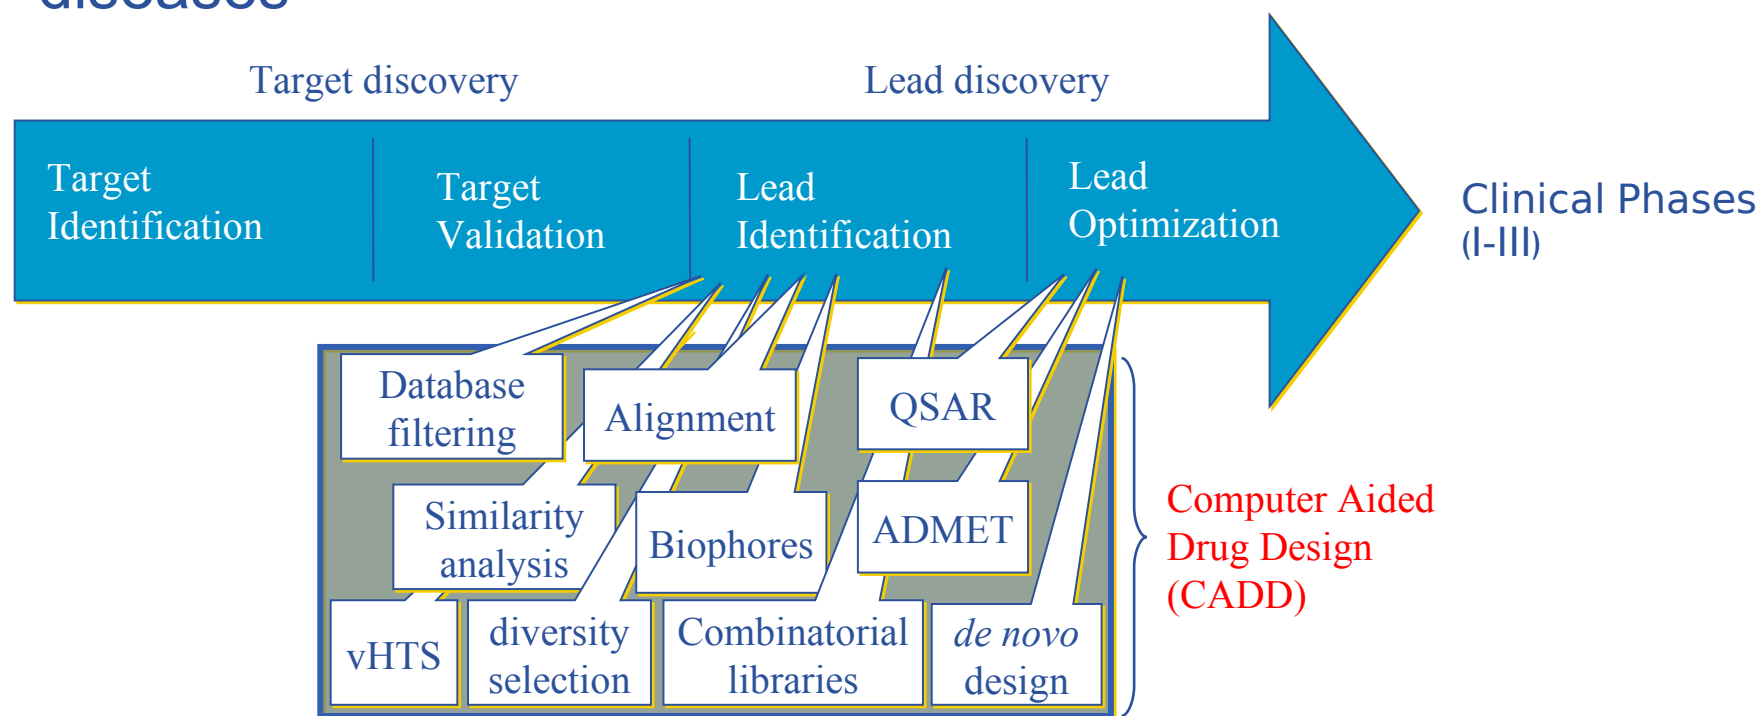 diseases
Target discovery
Lead discovery
Target
Identification
Target
Validation
Lead
Identification
Lead
Optimization
Clinical Phases
(I-III)
Database
filtering
Alignment
QSAR
Similarity
analysis
Biophores
ADMET
Computer Aided
Drug Design
(CADD)
vHTS
diversity
selection
Combinatorial
libraries
de novo
design